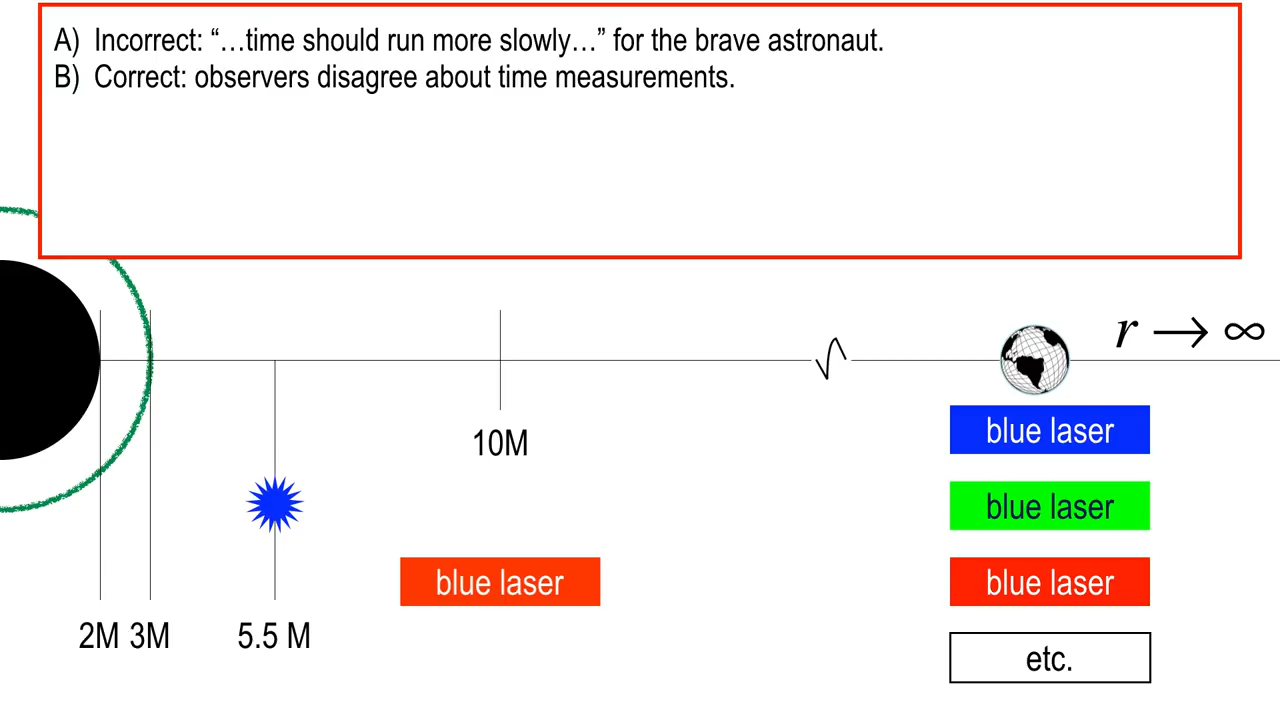 A) Incorrect: “…time should run more slowly…” for the brave astronaut.
B) Correct: observers disagree about time measurements.
r → ∞
10M
blue laser
blue laser
blue laser
blue laser
2M 3M 5.5 M
etc.